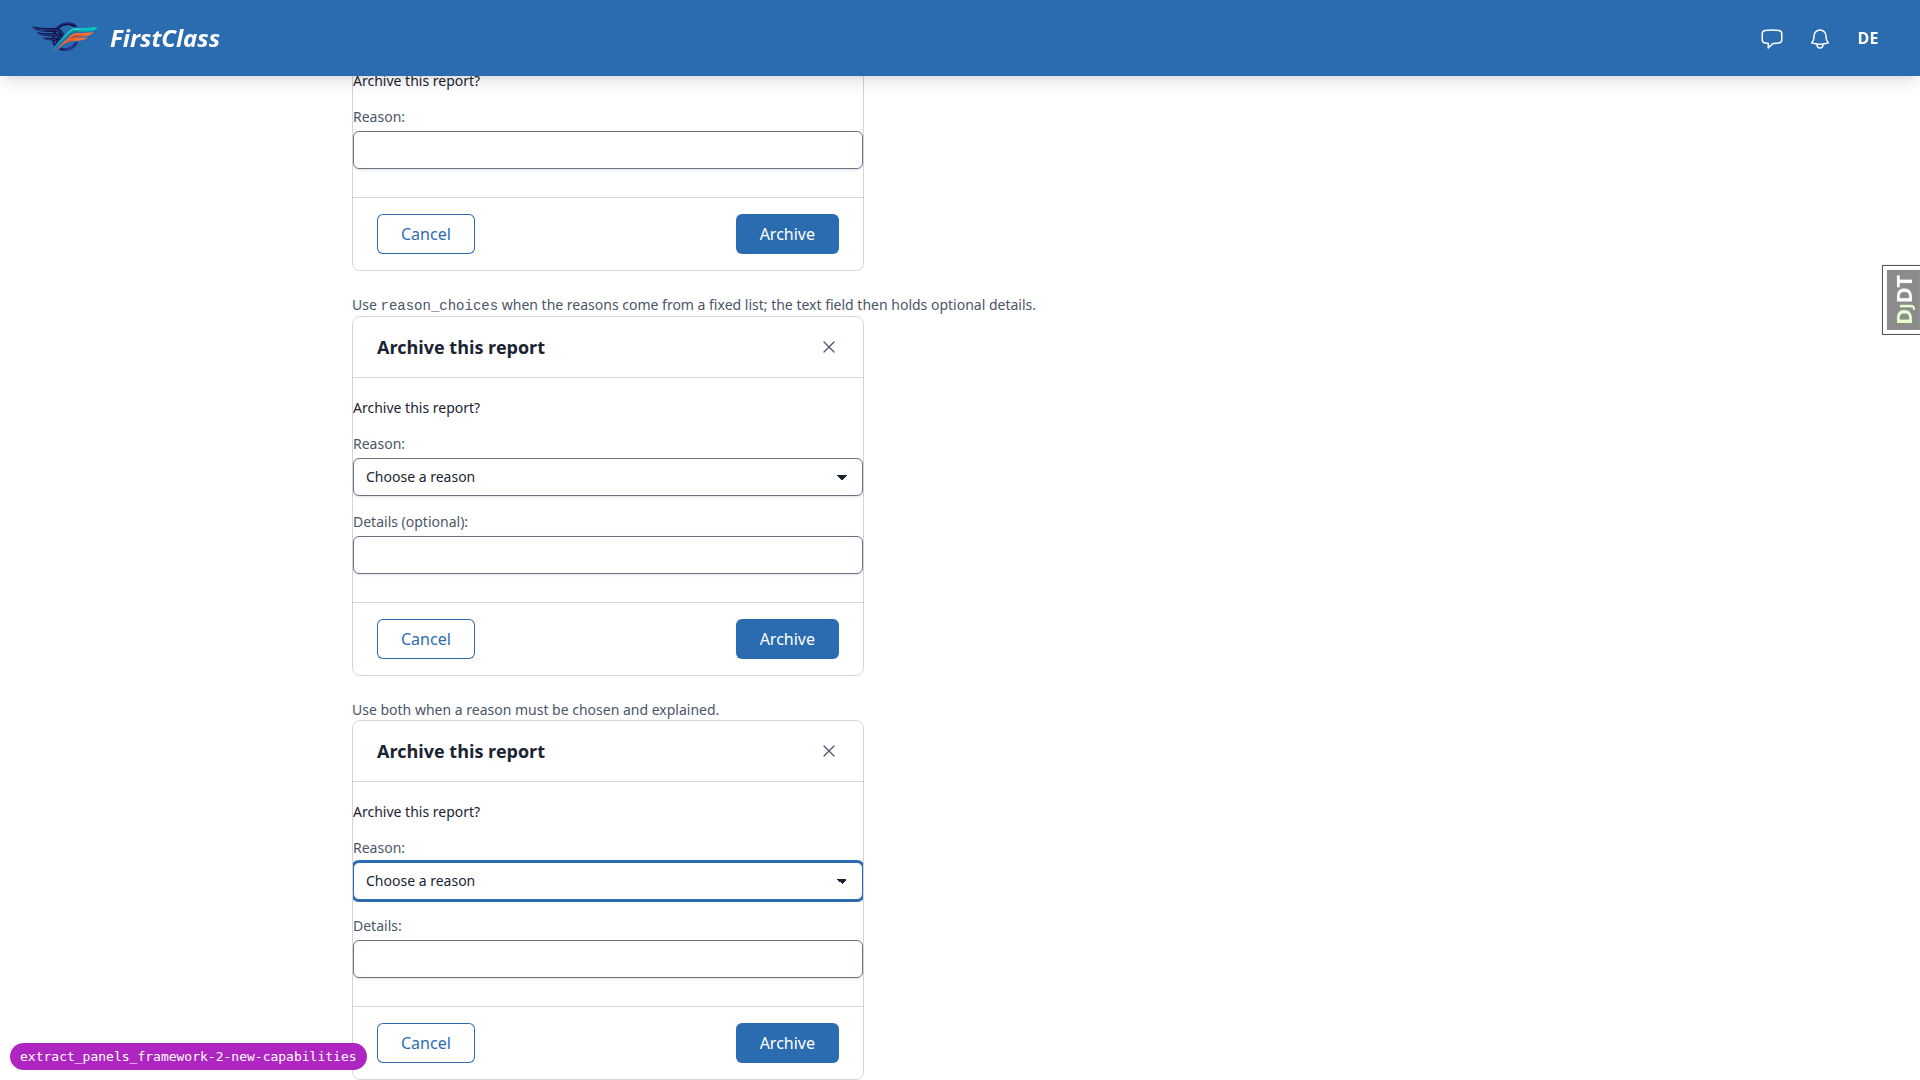 FirstClass
DE
Archive this report?
Reason:
Cancel
Archive
Use reason_choices when the reasons come from a fixed list; the text field then holds optional details.
Archive this report
Archive this report?
Reason:
Choose a reason
Details (optional):
Cancel
Archive
Use both when a reason must be chosen and explained.
Archive this report
Archive this report?
Reason:
Choose a reason
Details:
Cancel
Archive
extract_panels_framework-2-new-capabilities
DJDT